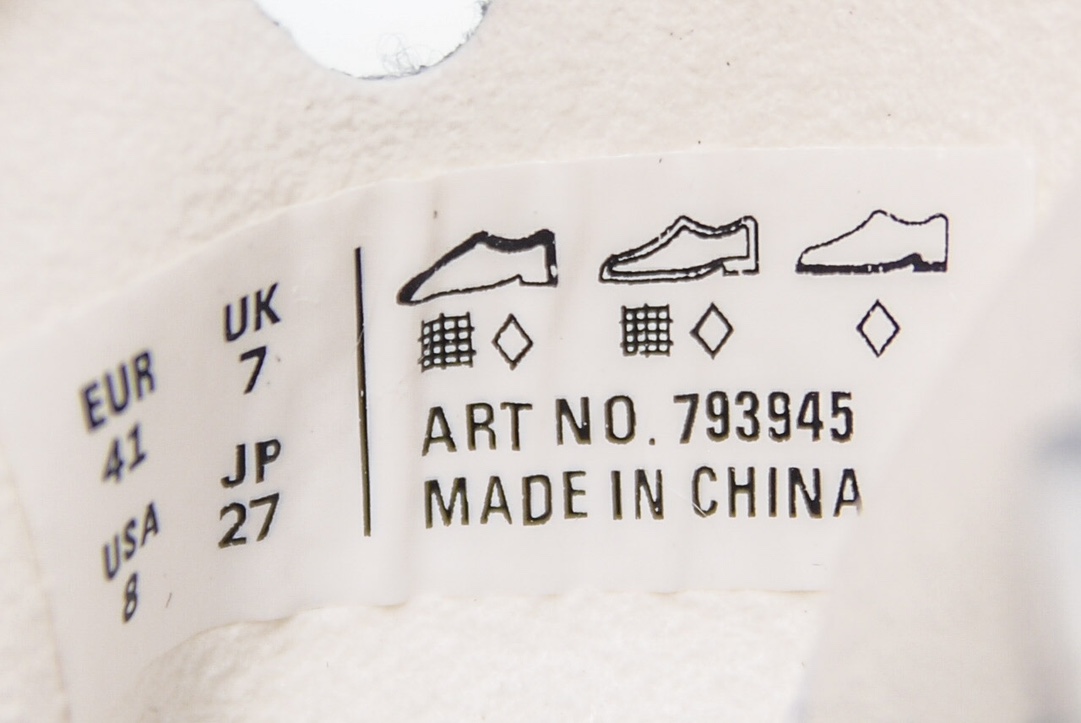 EUR
41
USA
8
UK
7
JP
27
ART NO. 793945
MADE IN CHINA